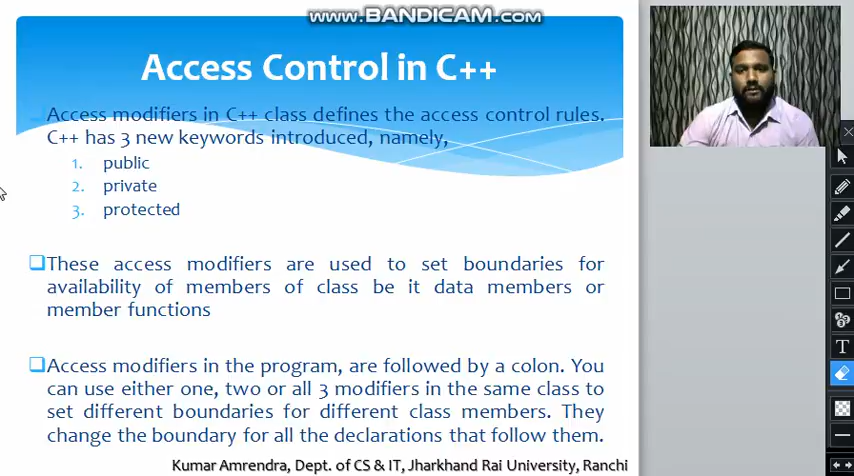 www.BANDICAM.com
Access Control in C++
Access modifiers in C++ class defines the access control rules.
C++ has 3 new keywords introduced, namely,
1. public
2. private
3. protected
These access modifiers are used to set boundaries for
availability of members of class be it data members or
member functions
Access modifiers in the program, are followed by a colon. You
can use either one, two or all 3 modifiers in the same class to
set different boundaries for different class members. They
change the boundary for all the declarations that follow them.
Kumar Amrendra, Dept. of CS & IT, Jharkhand Rai University, Ranchi